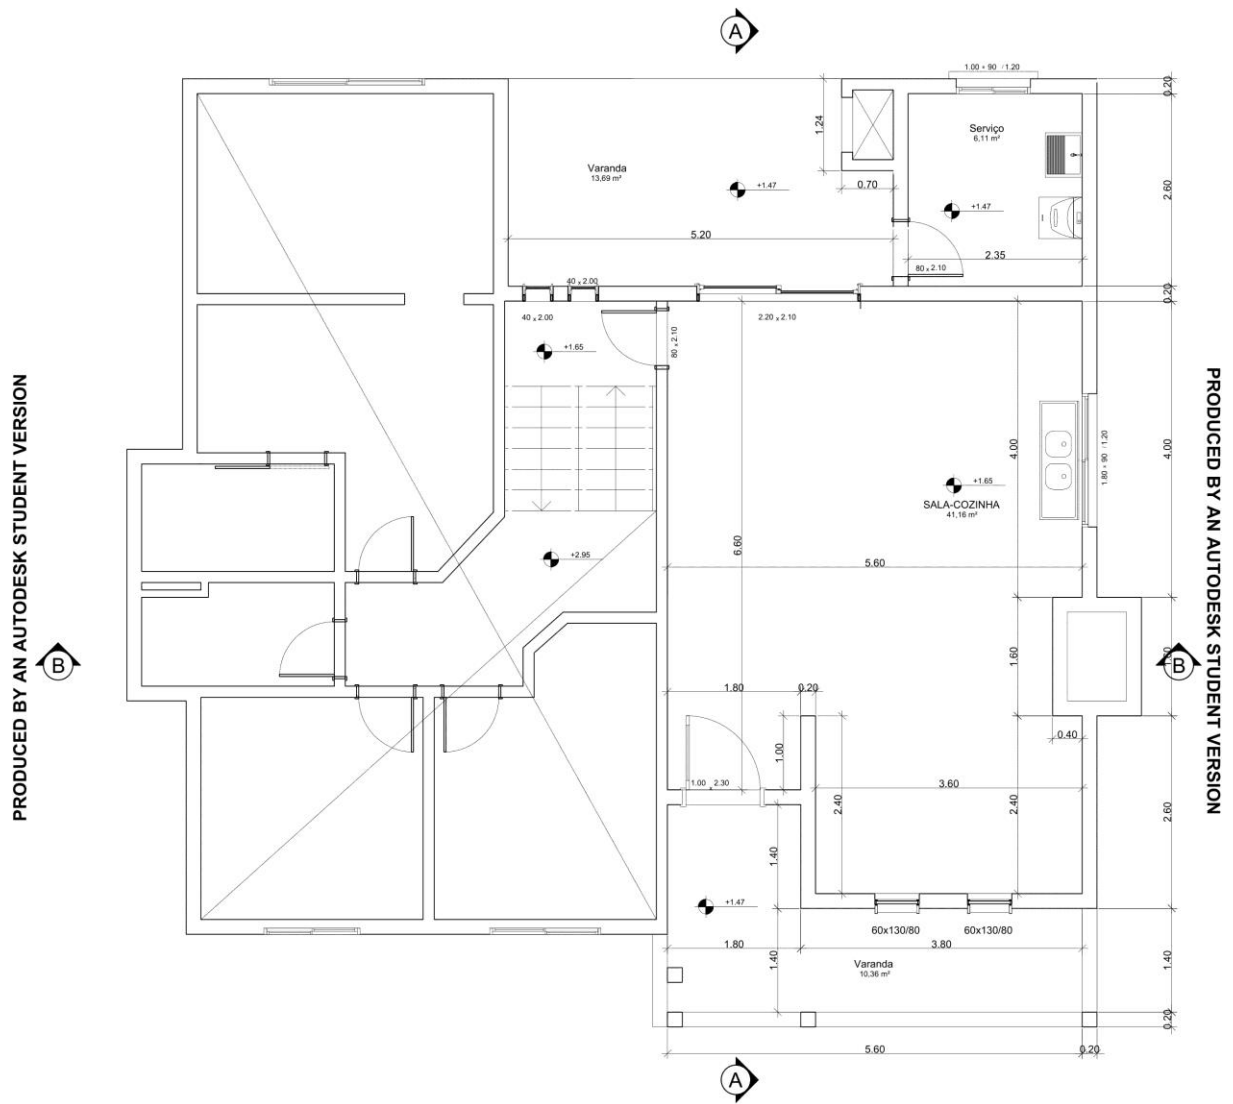 A
1.00 x 90 / 1.20
0.20
1.24
Serviço
6,11 m²
Varanda
13,69 m²
+1.47
0.70
2.60
+1.47
5.20
2.35
80 x 2.10
40 x 2.00
0.20
40 x 2.00
2.20 x 2.10
80 x 2.10
+1.65
PRODUCED BY AN AUTODESK STUDENT VERSION
PRODUCED BY AN AUTODESK STUDENT VERSION
4.00
4.00
1.80 x 90 / 1.20
+1.65
SALA-COZINHA
41,16 m²
6.60
+2.95
5.60
B
1.60
B
1.80
0.20
0.40
1.00
1.00 x 2.30
3.60
2.40
2.40
2.60
1.40
+1.47
60x130/80
60x130/80
1.80
3.80
1.40
Varanda
10,36 m²
1.40
0.20
5.60
0.20
A